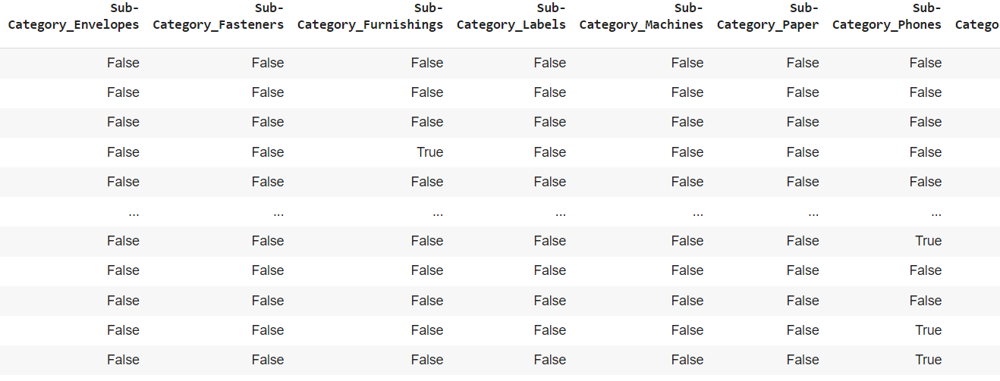 Sub- Sub- Sub- Sub- Sub- Sub- Sub-
Category_Envelopes Category_Fasteners Category_Furnishings Category_Labels Category_Machines Category_Paper Category_Phones Catego
False False False False False False False
False False False False False False False
False False False False False False False
False False True False False False False
False False False False False False False
... ... ... ... ... ... ...
False False False False False False True
False False False False False False False
False False False False False False False
False False False False False False True
False False False False False False True